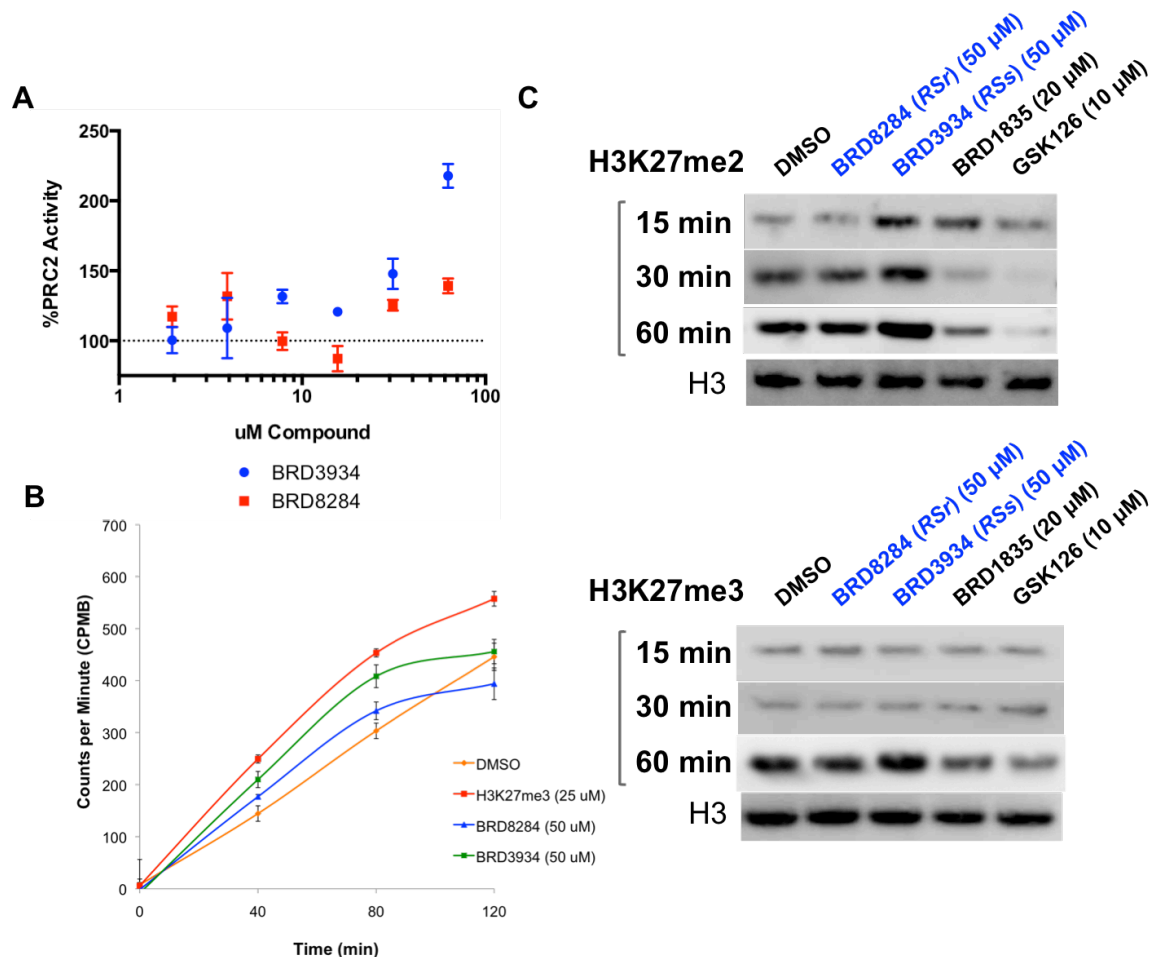 A
250
200
150
100
%PRC2 Activity
1
10
100
uM Compound
BRD3934
BRD8284
B
700
600
500
400
300
200
100
0
Counts per Minute (CPMB)
0
40
80
120
Time (min)
DMSO
H3K27me3 (25 uM)
BRD8284 (50 uM)
BRD3934 (50 uM)
C
H3K27me2
DMSO
BRD8284 (RSr) (50 µM)
BRD3934 (RSs) (50 µM)
BRD1835 (20 µM)
GSK126 (10 µM)
15 min
30 min
60 min
H3
H3K27me3
DMSO
BRD8284 (RSr) (50 µM)
BRD3934 (RSs) (50 µM)
BRD1835 (20 µM)
GSK126 (10 µM)
15 min
30 min
60 min
H3